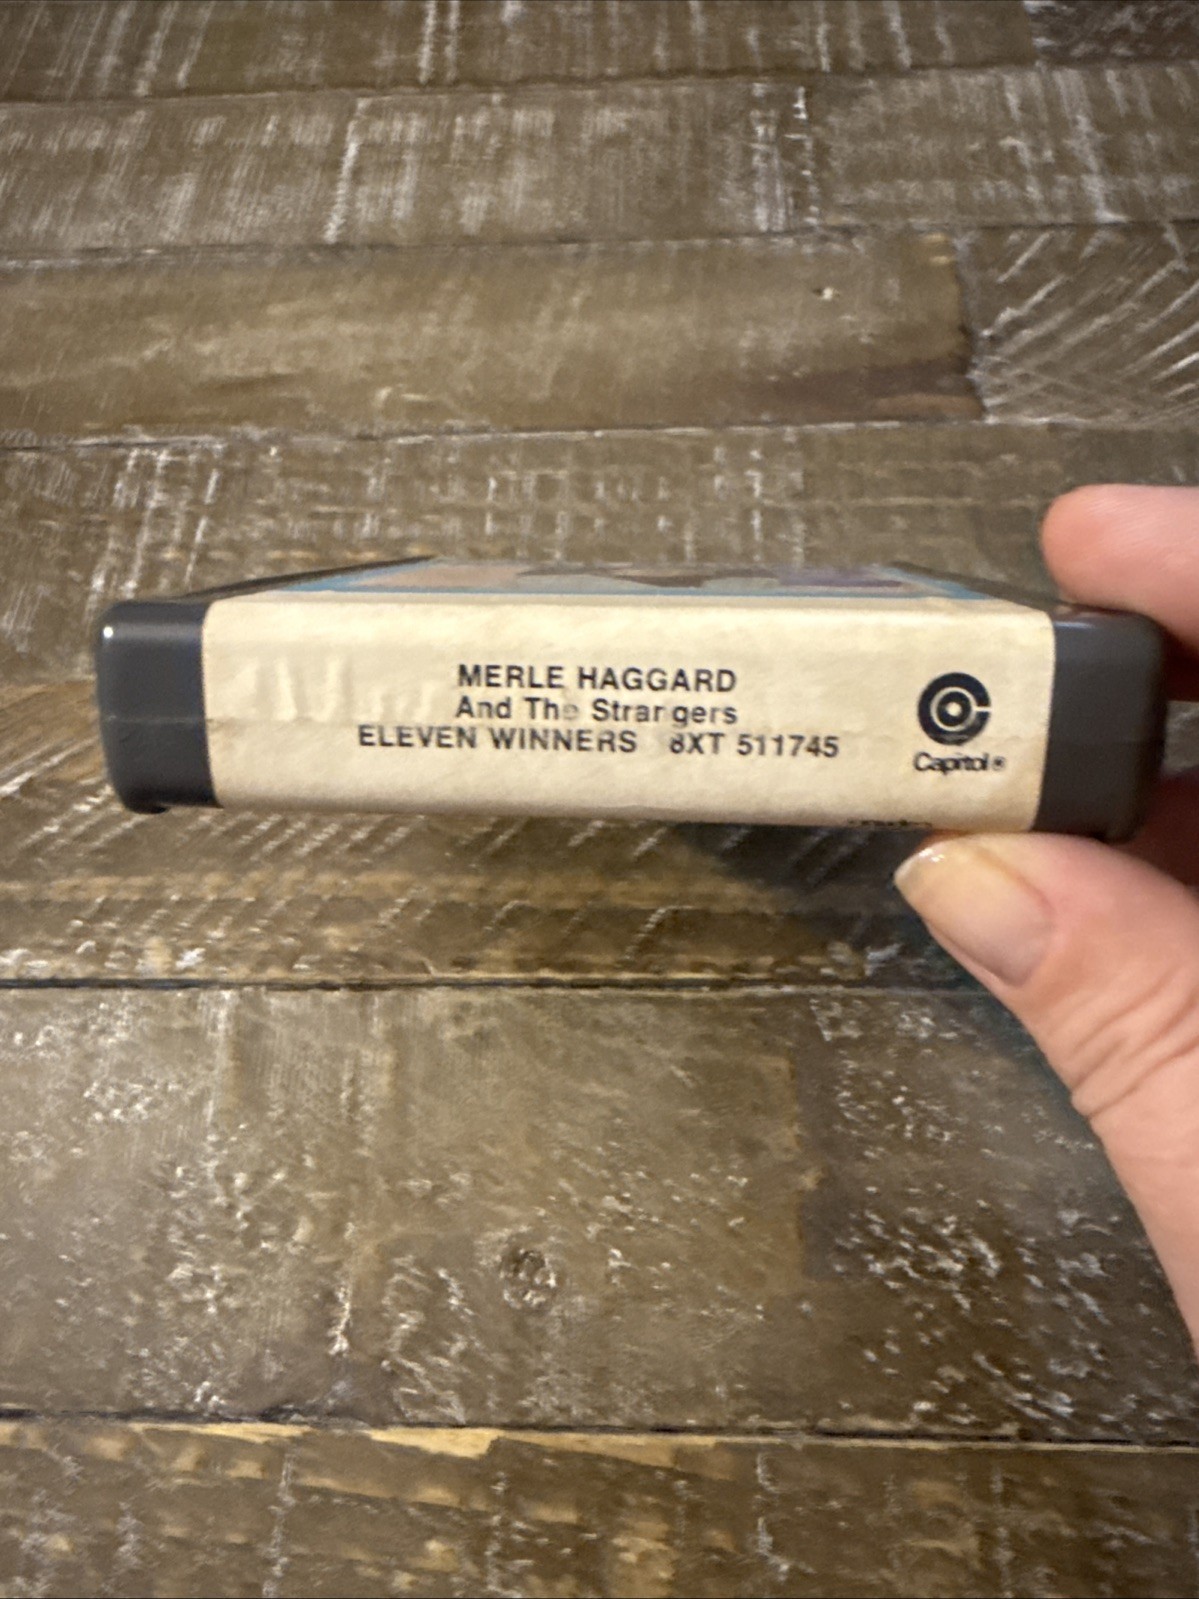 MERLE HAGGARD
And The Strangers
ELEVEN WINNERS 8XT 511745
Capitol®